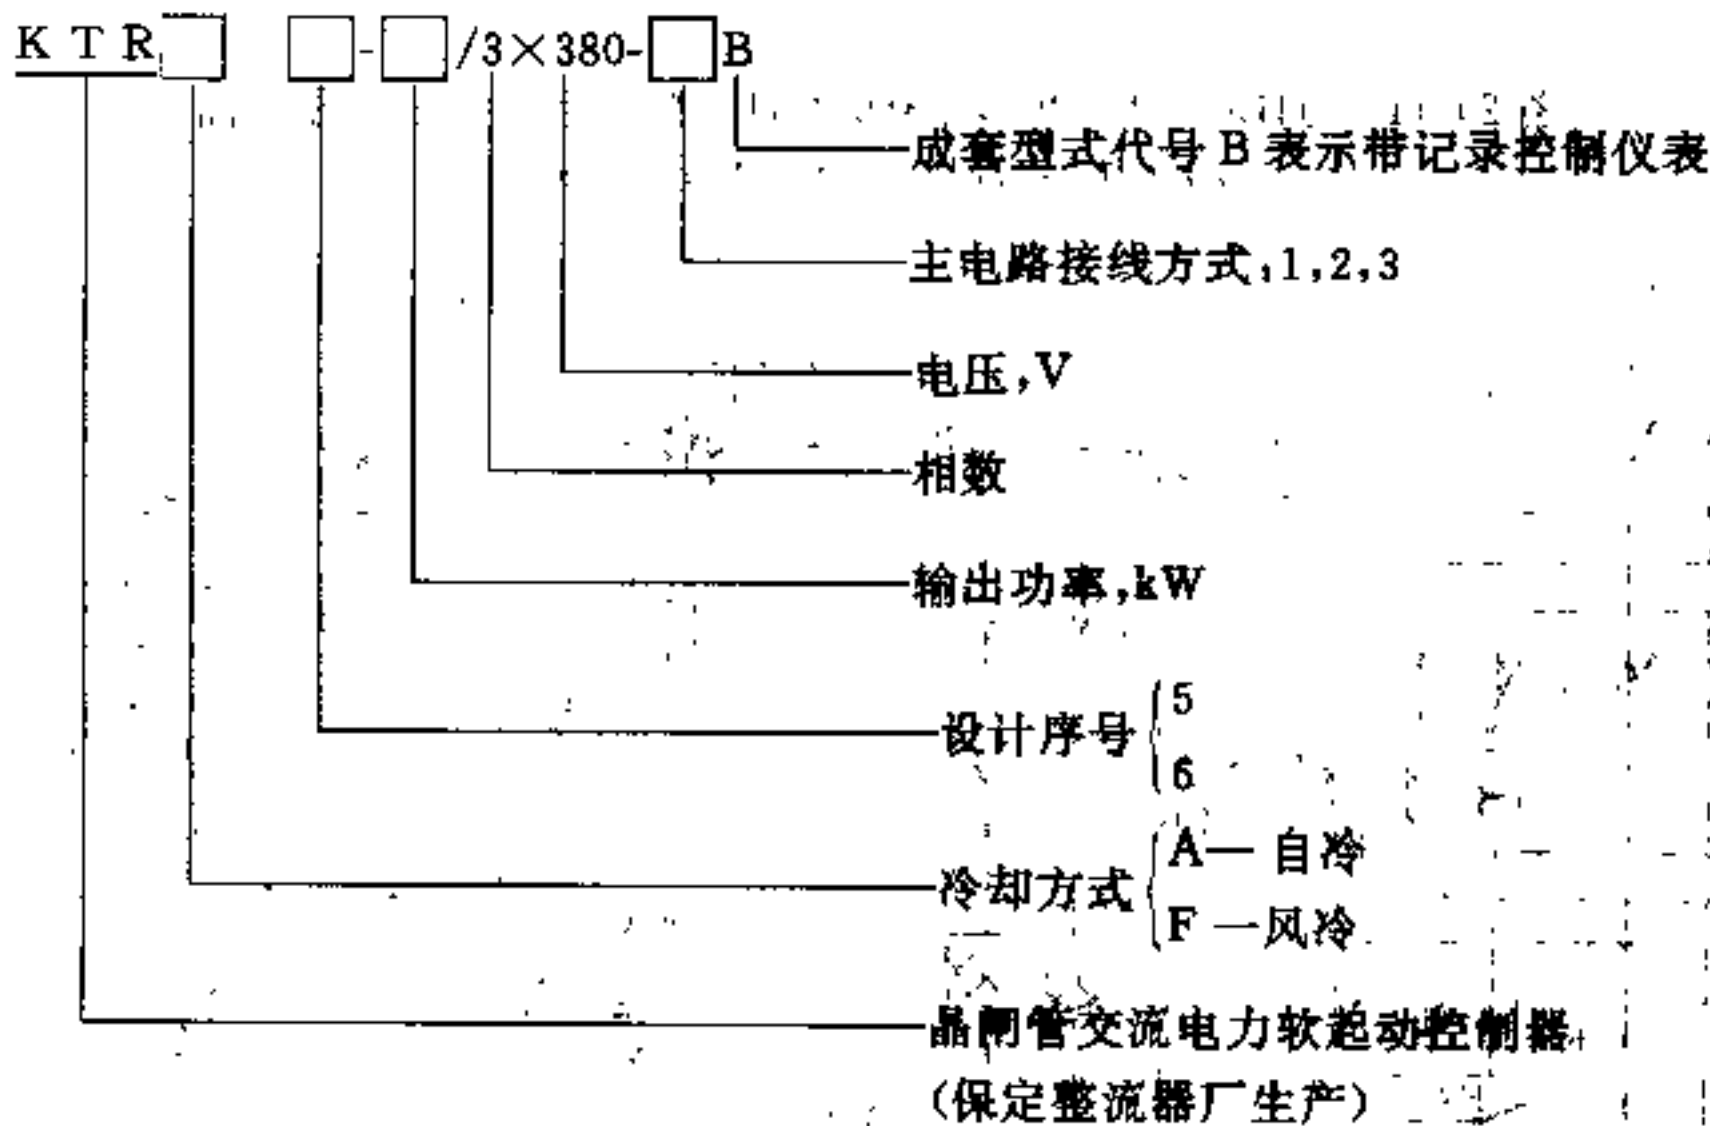 KTR□ □-□/3×380-□B
成套型式代号 B 表示带记录控制仪表
主电路接线方式,1,2,3
电压,V
相数
输出功率,kW
设计序号
5
6
冷却方式
A— 自冷
F —风冷
晶闸管交流电力软起动控制器
(保定整流器厂生产)